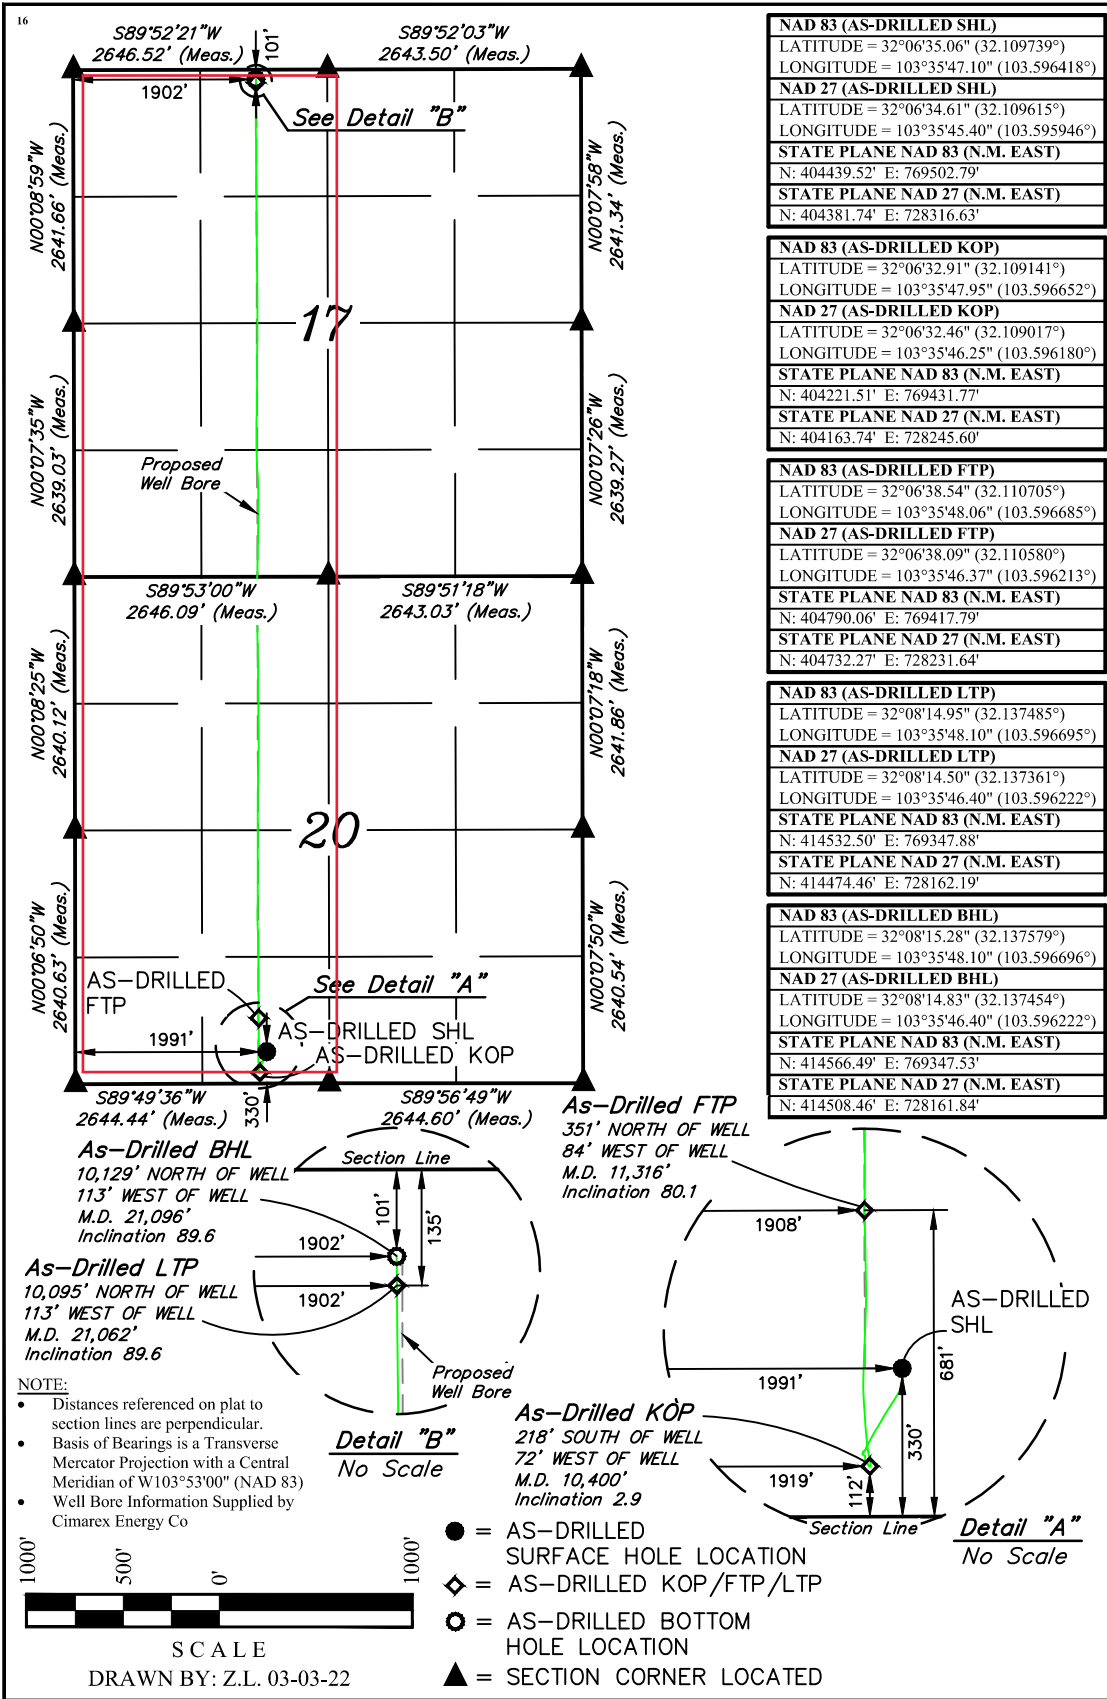 16
S89°52'21"W
2646.52' (Meas.)
101'
S89°52'03"W
2643.50' (Meas.)
1902'
See Detail "B"
N00°08'59"W
2641.66' (Meas.)
N00°07'58"W
2641.34' (Meas.)
17
N00°07'35"W
2639.03' (Meas.)
N00°07'26"W
2639.27' (Meas.)
Proposed
Well Bore
S89°53'00"W
2646.09' (Meas.)
S89°51'18"W
2643.03' (Meas.)
N00°08'25"W
2640.12' (Meas.)
N00°07'18"W
2641.86' (Meas.)
20
N00°06'50"W
2640.63' (Meas.)
N00°07'50"W
2640.54' (Meas.)
AS-DRILLED
FTP
See Detail "A"
1991'
AS-DRILLED SHL
AS-DRILLED KOP
S89°49'36"W
2644.44' (Meas.)
330'
S89°56'49"W
2644.60' (Meas.)
NAD 83 (AS-DRILLED SHL)
LATITUDE = 32°06'35.06" (32.109739°)
LONGITUDE = 103°35'47.10" (103.596418°)
NAD 27 (AS-DRILLED SHL)
LATITUDE = 32°06'34.61" (32.109615°)
LONGITUDE = 103°35'45.40" (103.595946°)
STATE PLANE NAD 83 (N.M. EAST)
N: 404439.52' E: 769502.79'
STATE PLANE NAD 27 (N.M. EAST)
N: 404381.74' E: 728316.63'
NAD 83 (AS-DRILLED KOP)
LATITUDE = 32°06'32.91" (32.109141°)
LONGITUDE = 103°35'47.95" (103.596652°)
NAD 27 (AS-DRILLED KOP)
LATITUDE = 32°06'32.46" (32.109017°)
LONGITUDE = 103°35'46.25" (103.596180°)
STATE PLANE NAD 83 (N.M. EAST)
N: 404221.51' E: 769431.77'
STATE PLANE NAD 27 (N.M. EAST)
N: 404163.74' E: 728245.60'
NAD 83 (AS-DRILLED FTP)
LATITUDE = 32°06'38.54" (32.110705°)
LONGITUDE = 103°35'48.06" (103.596685°)
NAD 27 (AS-DRILLED FTP)
LATITUDE = 32°06'38.09" (32.110580°)
LONGITUDE = 103°35'46.37" (103.596213°)
STATE PLANE NAD 83 (N.M. EAST)
N: 404790.06' E: 769417.79'
STATE PLANE NAD 27 (N.M. EAST)
N: 404732.27' E: 728231.64'
NAD 83 (AS-DRILLED LTP)
LATITUDE = 32°08'14.95" (32.137485°)
LONGITUDE = 103°35'48.10" (103.596695°)
NAD 27 (AS-DRILLED LTP)
LATITUDE = 32°08'14.50" (32.137361°)
LONGITUDE = 103°35'46.40" (103.596222°)
STATE PLANE NAD 83 (N.M. EAST)
N: 414532.50' E: 769347.88'
STATE PLANE NAD 27 (N.M. EAST)
N: 414474.46' E: 728162.19'
NAD 83 (AS-DRILLED BHL)
LATITUDE = 32°08'15.28" (32.137579°)
LONGITUDE = 103°35'48.10" (103.596696°)
NAD 27 (AS-DRILLED BHL)
LATITUDE = 32°08'14.83" (32.137454°)
LONGITUDE = 103°35'46.40" (103.596222°)
STATE PLANE NAD 83 (N.M. EAST)
N: 414566.49' E: 769347.53'
STATE PLANE NAD 27 (N.M. EAST)
N: 414508.46' E: 728161.84'
As-Drilled BHL
10,129' NORTH OF WELL
113' WEST OF WELL
M.D. 21,096'
Inclination 89.6
As-Drilled LTP
10,095' NORTH OF WELL
113' WEST OF WELL
M.D. 21,062'
Inclination 89.6
Section Line
101'
135'
1902'
1902'
Proposed
Well Bore
Detail "B"
No Scale
As-Drilled FTP
351' NORTH OF WELL
84' WEST OF WELL
M.D. 11,316'
Inclination 80.1
1908'
AS-DRILLED
SHL
681'
1991'
330'
As-Drilled KOP
218' SOUTH OF WELL
72' WEST OF WELL
M.D. 10,400'
Inclination 2.9
1919'
112'
Section Line
Detail "A"
No Scale
NOTE:
• Distances referenced on plat to
section lines are perpendicular.
• Basis of Bearings is a Transverse
Mercator Projection with a Central
Meridian of W103°53'00" (NAD 83)
• Well Bore Information Supplied by
Cimarex Energy Co
1000'
500'
0'
1000'
SCALE
DRAWN BY: Z.L. 03-03-22
= AS-DRILLED
SURFACE HOLE LOCATION
= AS-DRILLED KOP/FTP/LTP
= AS-DRILLED BOTTOM
HOLE LOCATION
= SECTION CORNER LOCATED